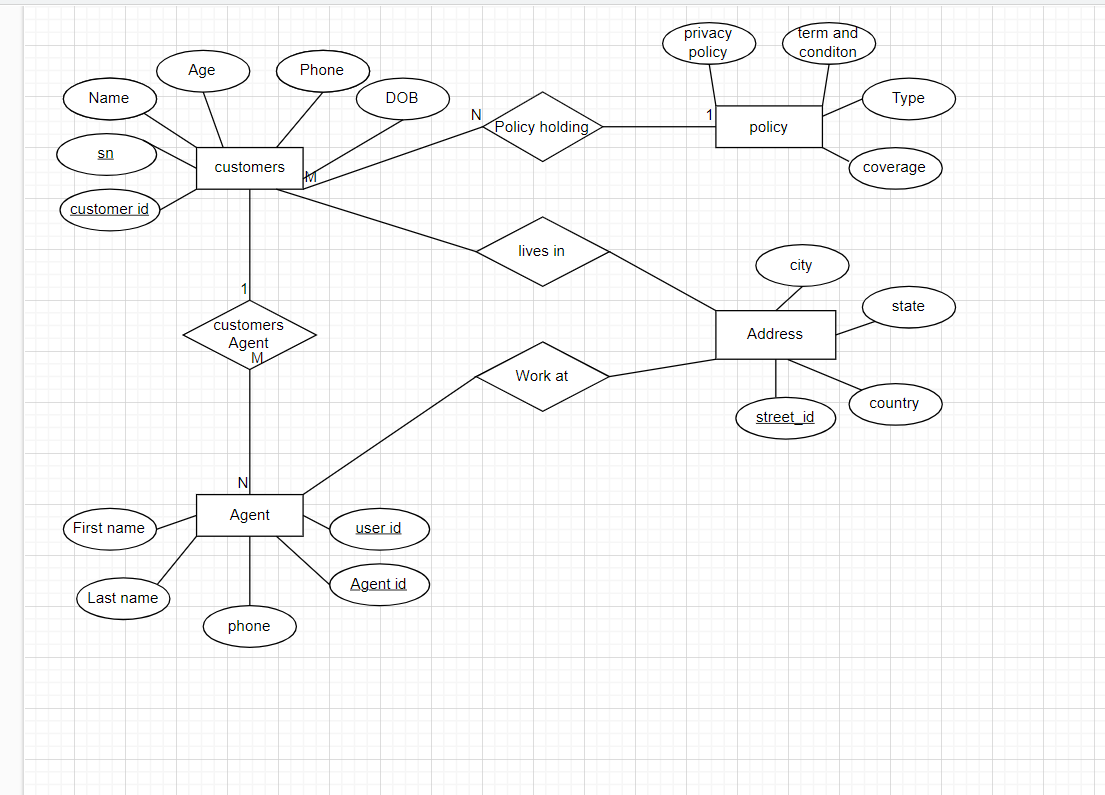 privacy
policy
term and
conditon
Age
Phone
Name
DOB
Type
N
Policy holding
1
policy
sn
customers
M
coverage
customer id
lives in
city
1
state
customers
Agent
M
Address
Work at
country
street_id
N
Agent
First name
user id
Last name
Agent id
phone